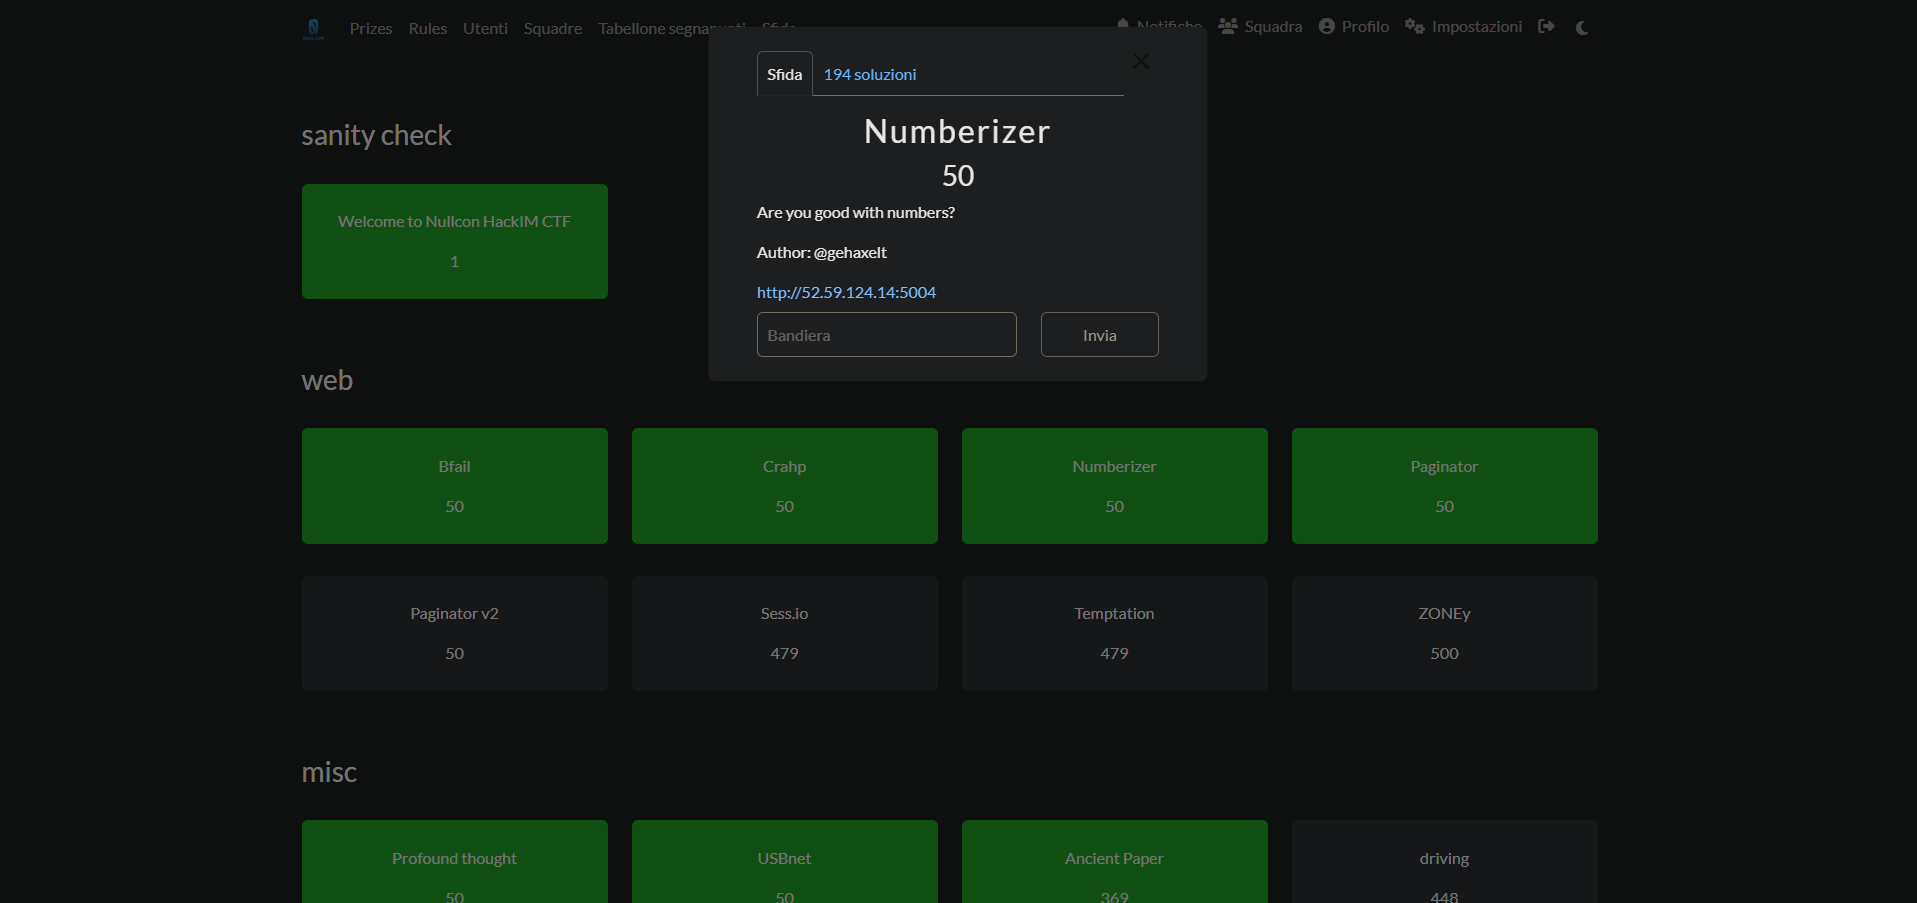 Prizes Rules Utenti Squadre Tabellone Sfida Notifiche Squadra Profilo Impostazioni
Sfida 194 soluzioni
Numberizer
50
Are you good with numbers?
Author: @gehaxelt
http://52.59.124.14:5004
Bandiera Invia
sanity check
Welcome to Nullcon HackIM CTF
1
web
Bfail Crahp Numberizer Paginator
50 50 50 50
Paginator v2 Sess.io Temptation ZONEy
50 479 479 500
misc
Profound thought USBnet Ancient Paper driving
50 50 369 448